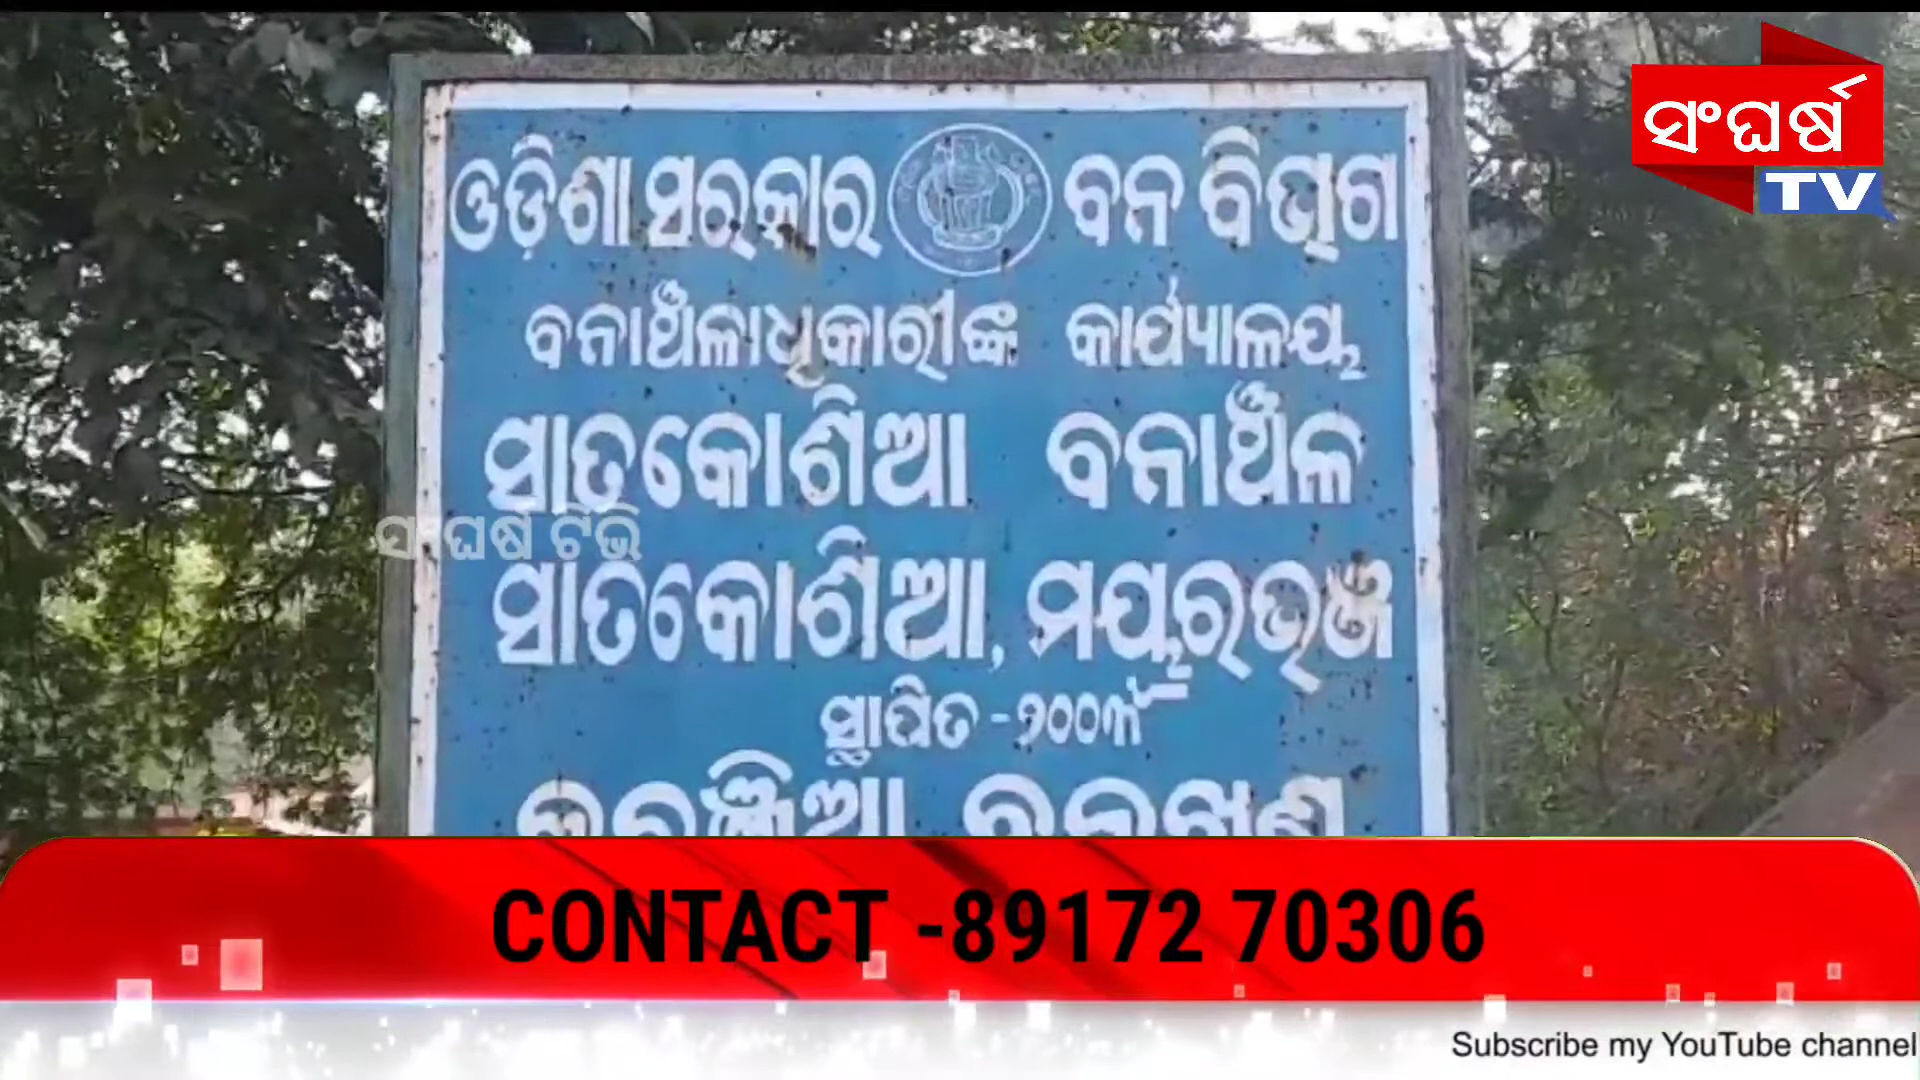 ସଂଘର୍ଷ
TV
ଓଡ଼ିଶା ସରକାର ବନ ବିଭାଗ
ବନାଞ୍ଚଳାଧିକାରୀଙ୍କ କାର୍ଯ୍ୟାଳୟ,
ସାତକୋଶିଆ ବନାଞ୍ଚଳ
ସଂଘର୍ଷ ଟିଭି
ସାତକୋଶିଆ, ମୟୂରଭଞ୍ଜ
ସ୍ଥାପିତ -୨୦୦୩
CONTACT -89172 70306
Subscribe my YouTube channel